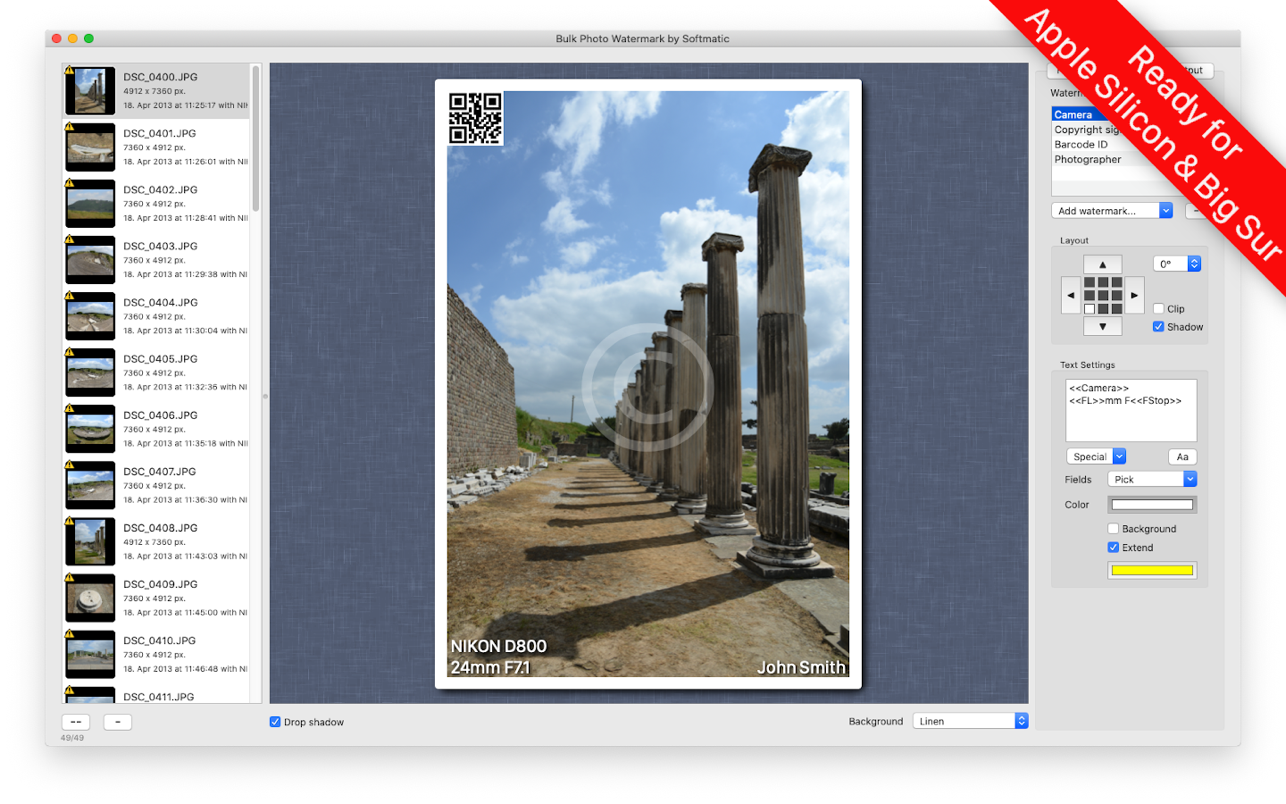 Bulk Photo Watermark by Softmatic
Ready for
Apple Silicon & Big Sur
DSC_0400.JPG
4912 x 7360 px.
18. Apr 2013 at 11:25:17 with NI
DSC_0401.JPG
7360 x 4912 px.
18. Apr 2013 at 11:26:01 with NI
DSC_0402.JPG
7360 x 4912 px.
18. Apr 2013 at 11:28:41 with NI
DSC_0403.JPG
7360 x 4912 px.
18. Apr 2013 at 11:29:38 with NI
DSC_0404.JPG
7360 x 4912 px.
18. Apr 2013 at 11:30:04 with NI
DSC_0405.JPG
7360 x 4912 px.
18. Apr 2013 at 11:32:36 with NI
DSC_0406.JPG
7360 x 4912 px.
18. Apr 2013 at 11:35:18 with NI
DSC_0407.JPG
7360 x 4912 px.
18. Apr 2013 at 11:36:30 with NI
DSC_0408.JPG
4912 x 7360 px.
18. Apr 2013 at 11:43:03 with NI
DSC_0409.JPG
7360 x 4912 px.
18. Apr 2013 at 11:45:00 with NI
DSC_0410.JPG
7360 x 4912 px.
18. Apr 2013 at 11:46:48 with NI
DSC_0411.JPG
-- -
49/49
©
NIKON D800
24mm F7.1
John Smith
Drop shadow
Background Linen
Camera
Barcode ID
Photographer
Add watermark...
Layout
0°
Clip
Shadow
Text Settings
<<Camera>>
<<FL>>mm F<<FStop>>
Special Aa
Fields Pick
Color
Background
Extend